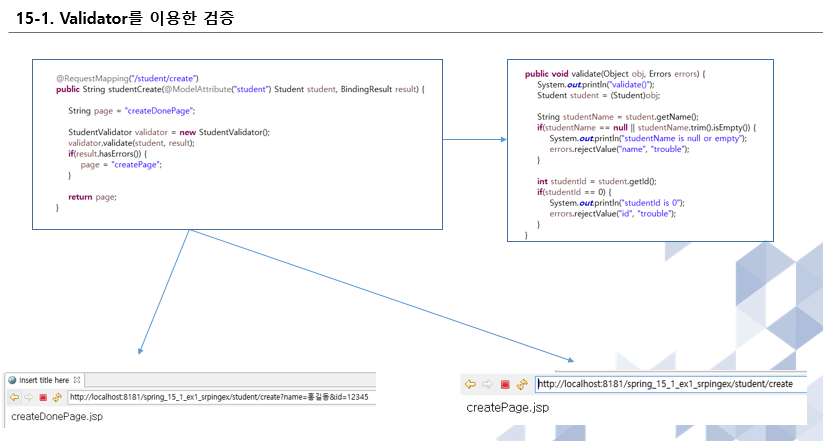 15-1. Validator를 이용한 검증
@RequestMapping("/student/create")
public String studentCreate(@ModelAttribute("student") Student student, BindingResult result) {
String page = "createDonePage";
StudentValidator validator = new StudentValidator();
validator.validate(student, result);
if(result.hasErrors()) {
page = "createPage";
}
return page;
}
public void validate(Object obj, Errors errors) {
System.out.println("validate()");
Student student = (Student)obj;
String studentName = student.getName();
if(studentName == null || studentName.trim().isEmpty()) {
System.out.println("studentName is null or empty");
errors.rejectValue("name", "trouble");
}
int studentId = student.getId();
if(studentId == 0) {
System.out.println("studentId is 0");
errors.rejectValue("id", "trouble");
}
}
Insert title here
http://localhost:8181/spring_15_1_ex1_srpingex/student/create?name=홍길동&id=12345
createDonePage.jsp
http://localhost:8181/spring_15_1_ex1_srpingex/student/create
createPage.jsp